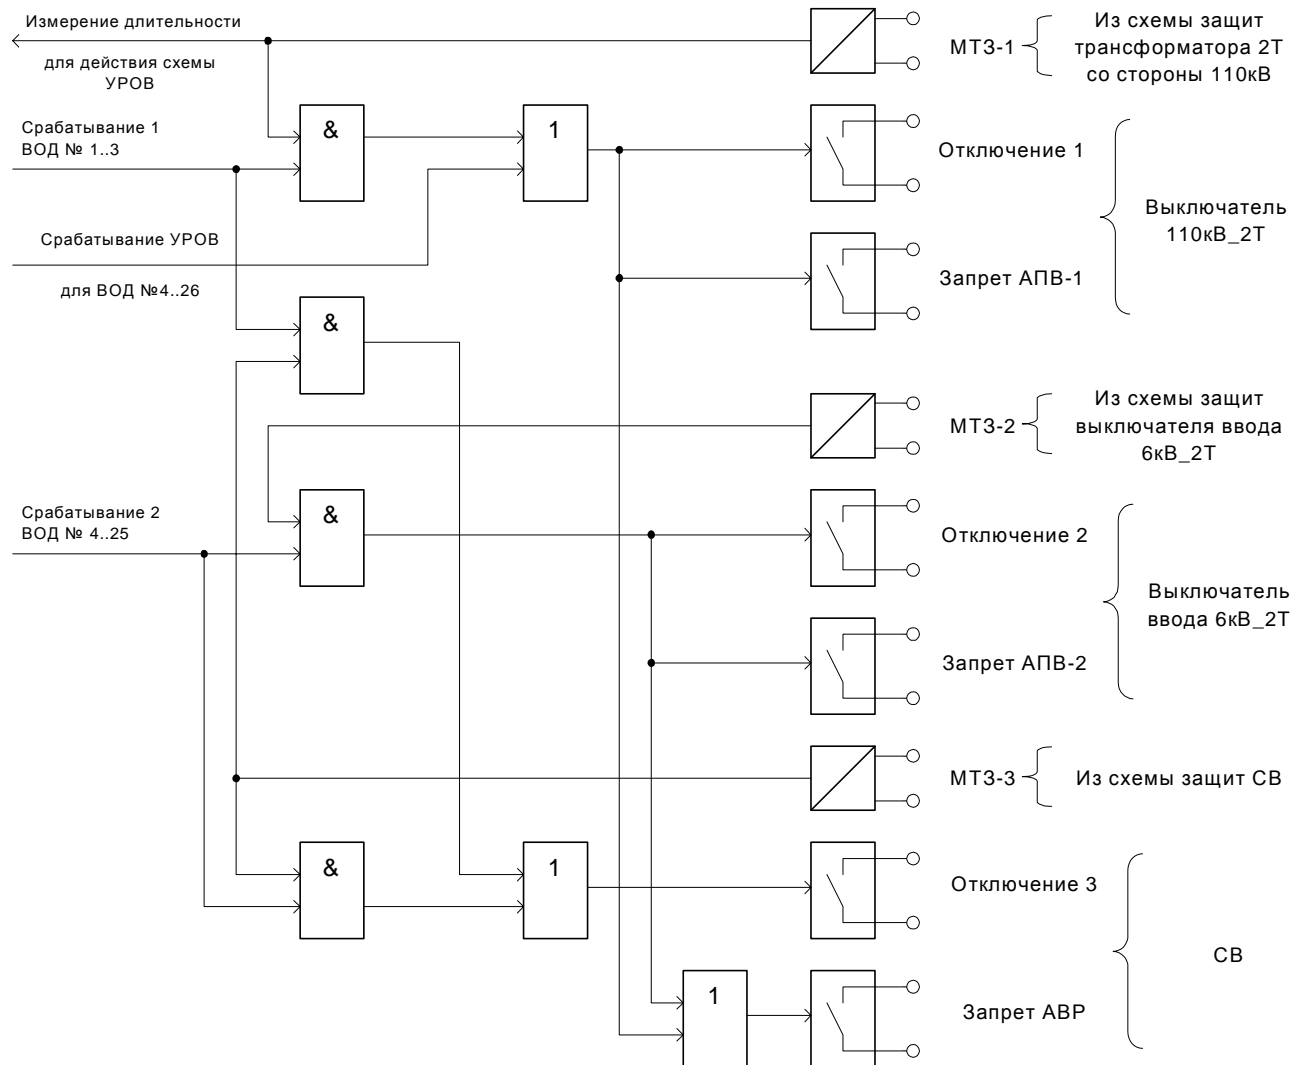 Измерение длительности
для действия схемы
УРОВ
МТЗ-1
Из схемы защит
трансформатора 2Т
со стороны 110кВ
Срабатывание 1
ВОД № 1..3
&
1
Отключение 1
Выключатель
110кВ_2Т
Срабатывание УРОВ
для ВОД №4..26
Запрет АПВ-1
&
МТЗ-2
Из схемы защит
выключателя ввода
6кВ_2Т
Срабатывание 2
ВОД № 4..25
&
Отключение 2
Выключатель
ввода 6кВ_2Т
Запрет АПВ-2
МТЗ-3
Из схемы защит СВ
&
1
Отключение 3
СВ
1
Запрет АВР